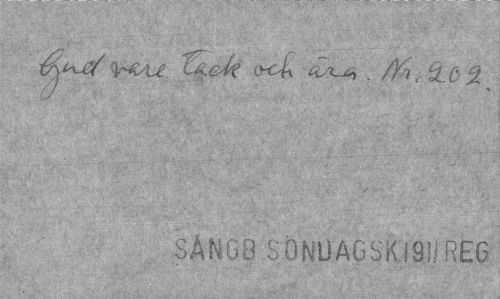 Gud vare tack och ära. Nr. 202.
SÅNGB SÖNDAGSK.1911 REG